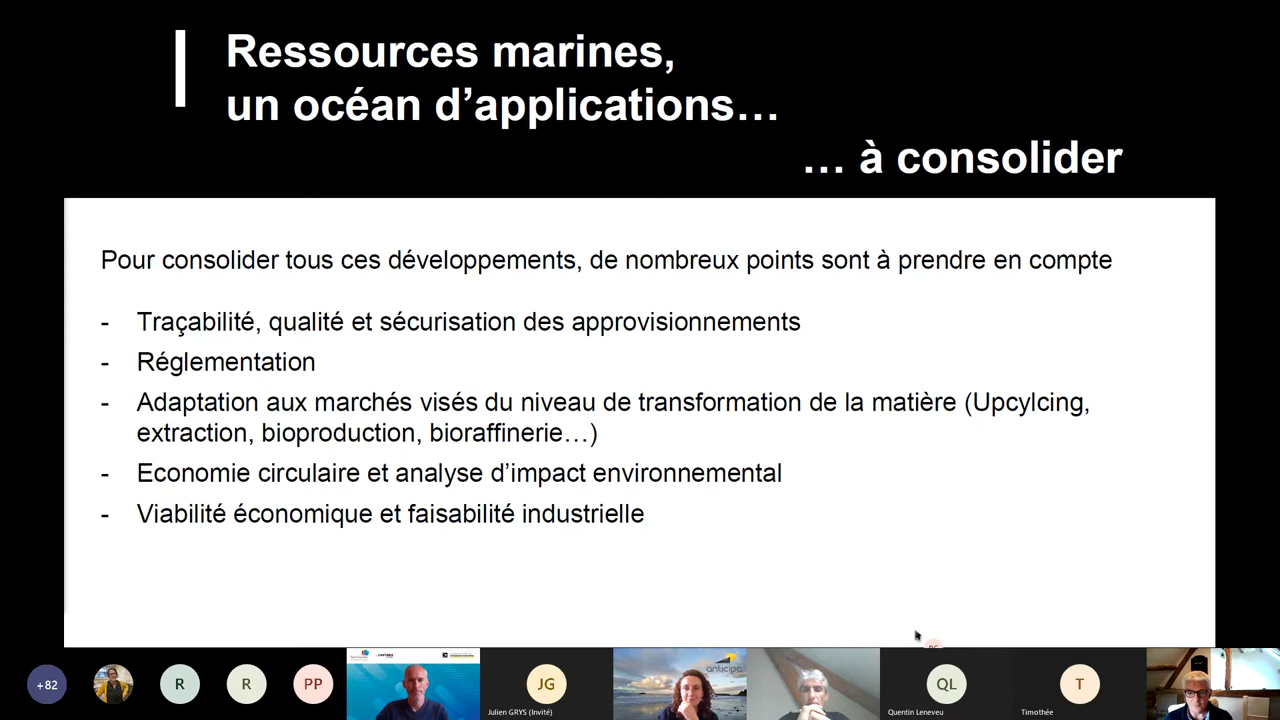 Ressources marines,
un océan d’applications…
… à consolider
Pour consolider tous ces développements, de nombreux points sont à prendre en compte
- Traçabilité, qualité et sécurisation des approvisionnements
- Réglementation
- Adaptation aux marchés visés du niveau de transformation de la matière (Upcylcing,
extraction, bioproduction, bioraffinerie…)
- Economie circulaire et analyse d’impact environnemental
- Viabilité économique et faisabilité industrielle
+82
R
R
PP
JG
Julien GRYS (Invité)
anticipa
QL
Quentin Leneveu
T
Timothée